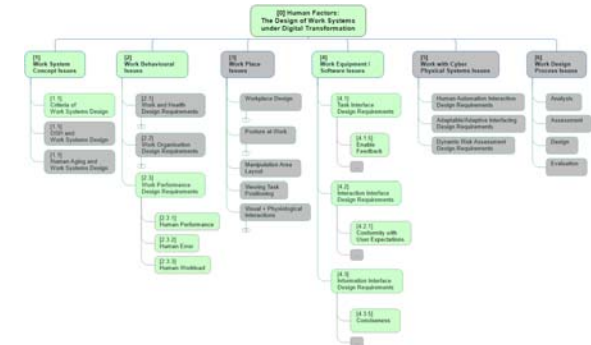 [0] Human Factors:
The Design of Work Systems
under Digital Transformation
[1]
Work System
Concept Issues
[1.1]
Criteria of
Work Systems Design
[1.5]
OSH and
Work Systems Design
Human Aging and
Work Systems Design
[2]
Work Behavioural
Issues
[2.1]
Work and Health
Design Requirements
[2.2]
Work Organisation
Design Requirements
[2.3]
Work Performance
Design Requirements
[2.3.1]
Human Performance
[2.3.2]
Human Error
[2.3.3]
Human Workload
[3]
Work Place
Issues
Workplace Design
Posture at Work
Manipulation Area
Layout
Viewing Task
Positioning
Visual + Physiological
Interactions
[4]
Work Equipment /
Software Issues
[4.1]
Task Interface
Design Requirements
[4.1.5]
Enable
Feedback
[4.2]
Interaction Interface
Design Requirements
[4.2.1]
Conformity with
User Expectations
[4.3]
Information Interface
Design Requirements
[4.3.5]
Conciseness
[5]
Work with Cyber
Physical Systems Issues
Human-Automation Interaction
Design Requirements
Adaptable/Adaptive Interfacing
Design Requirements
Dynamic Risk Assessment
Design Requirements
[6]
Work Design
Process Issues
Analysis
Assessment
Design
Evaluation